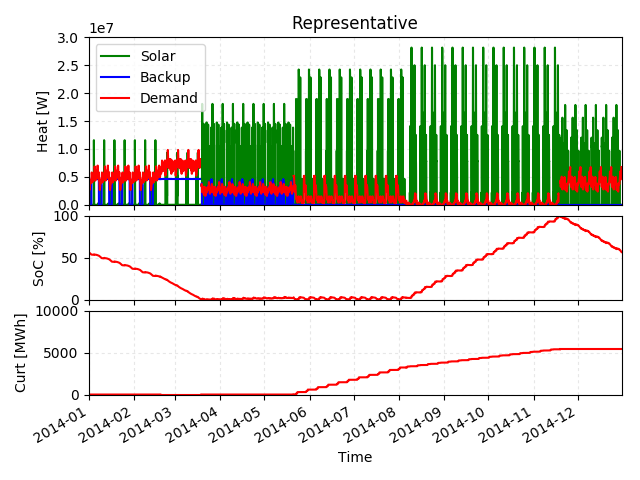 Representative
1e7
3.0
2.5
2.0
1.5
1.0
0.5
0.0
Heat [W]
Solar
Backup
Demand
100
50
0
SoC [%]
10000
5000
0
Curt [MWh]
2014-01
2014-02
2014-03
2014-04
2014-05
2014-06
2014-07
2014-08
2014-09
2014-10
2014-11
2014-12
Time